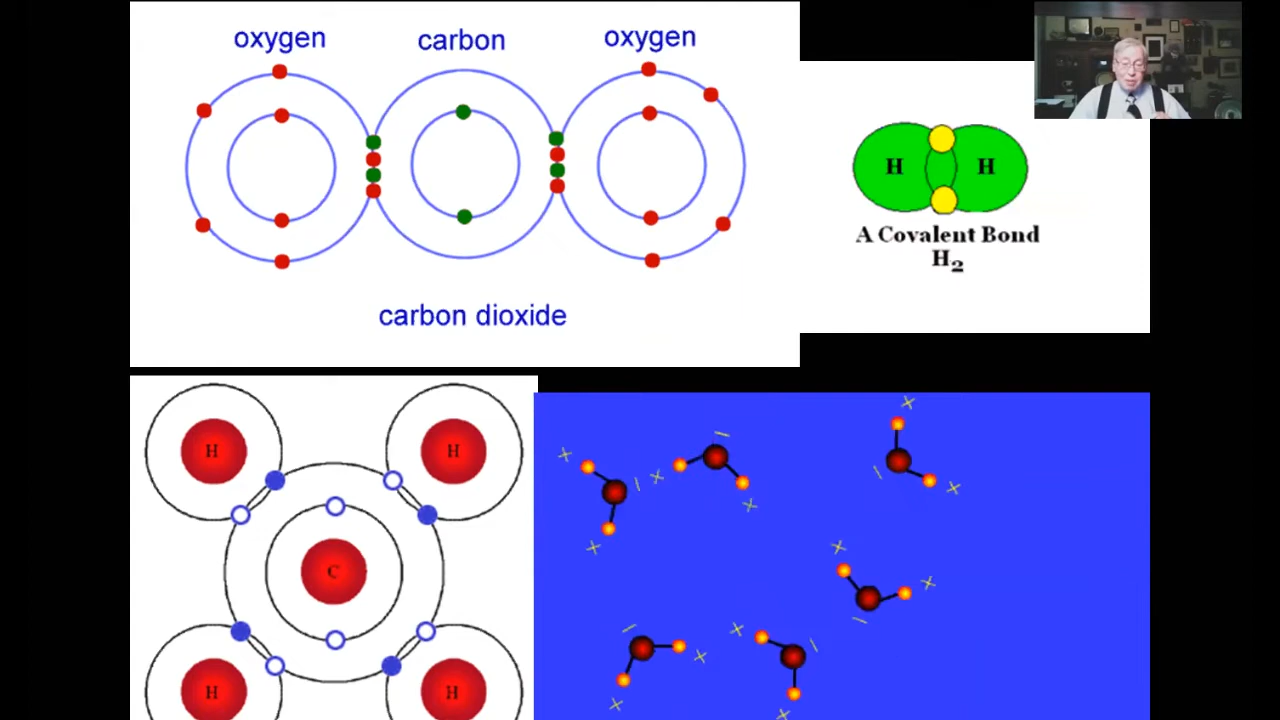 oxygen carbon oxygen
carbon dioxide
H H
A Covalent Bond
H2
H H
C
H H
+ − + − + +
+ − +
+ + −
− + + −
+ +